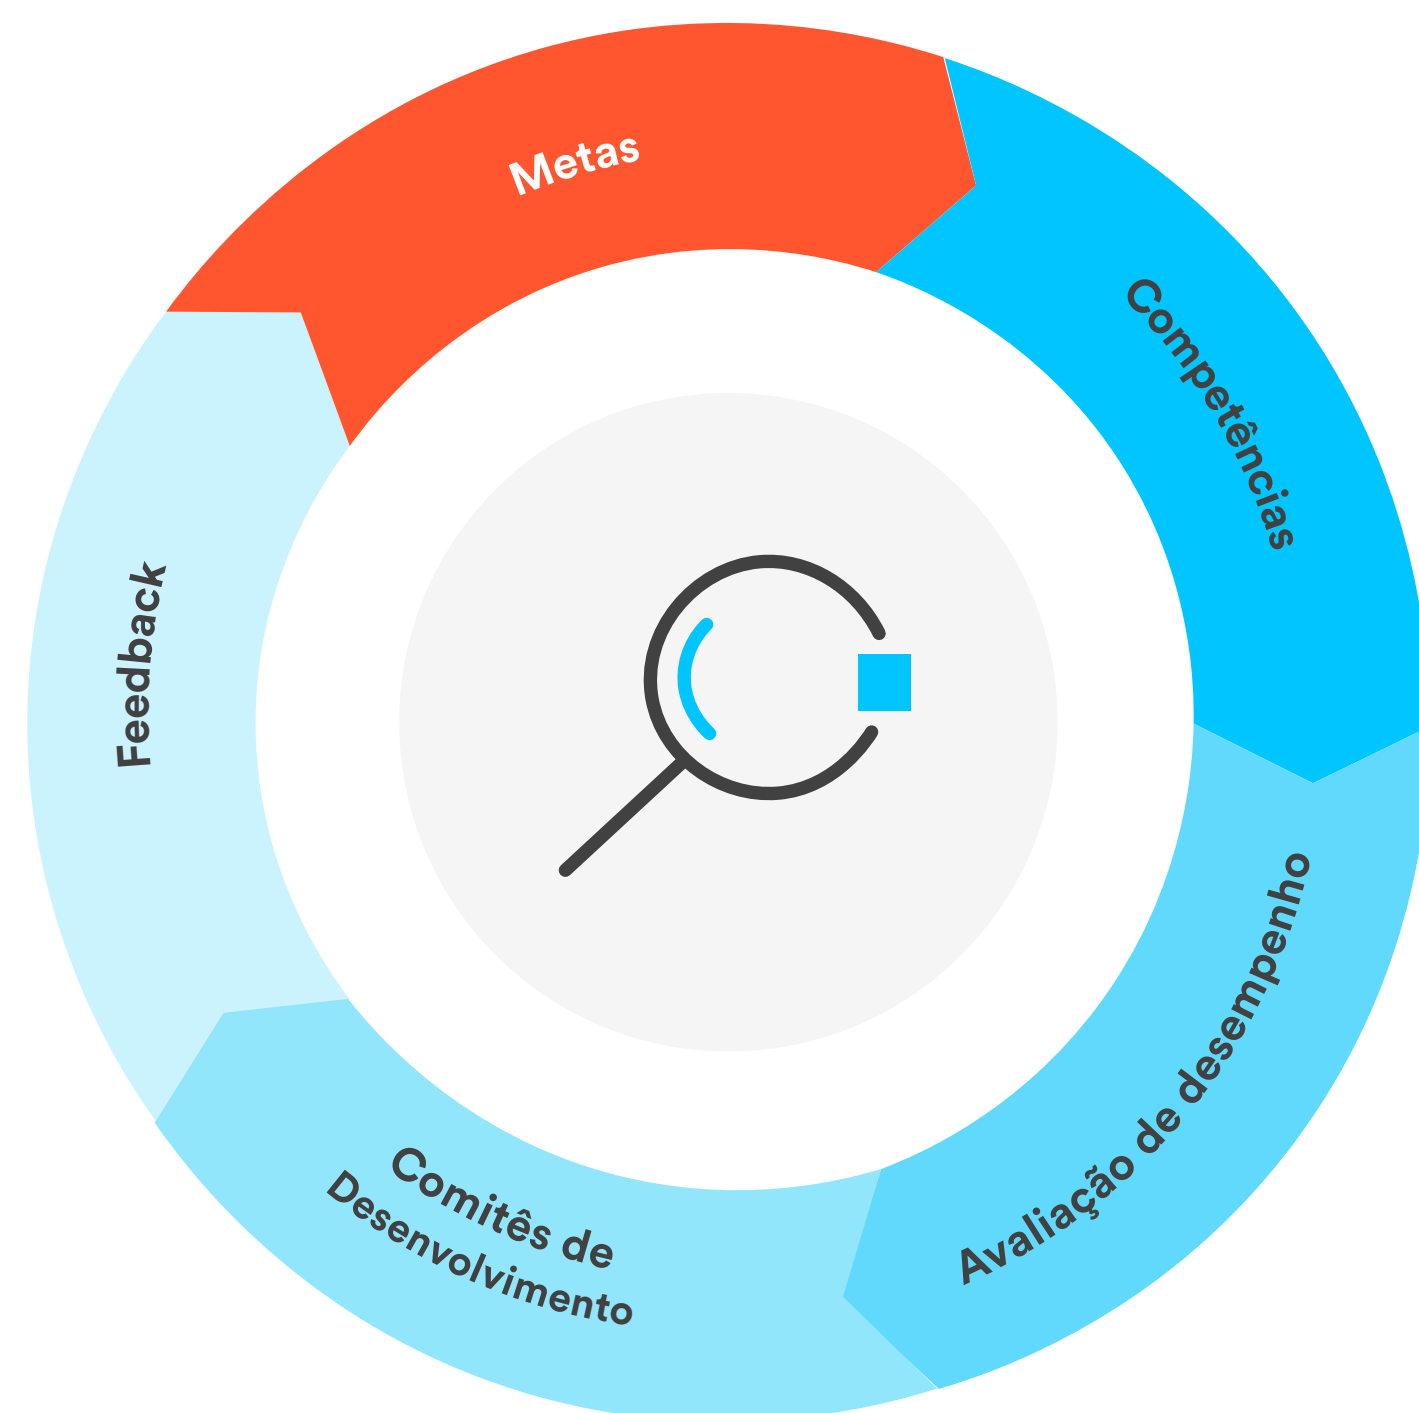 Metas
Competências
Avaliação de desempenho
Comitês de
Desenvolvimento
Feedback